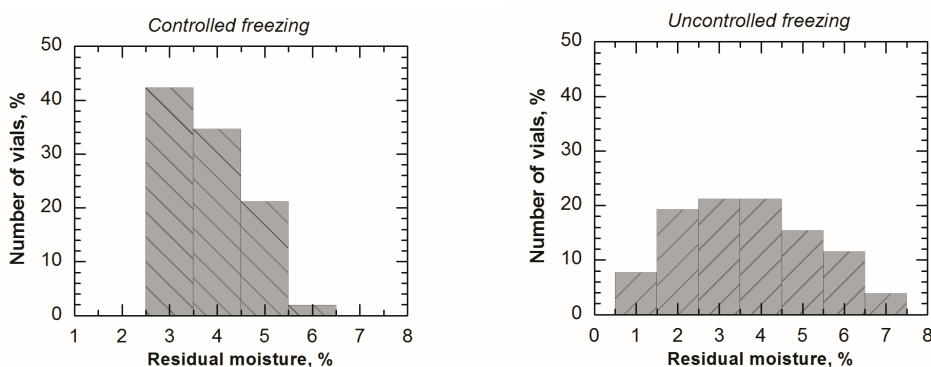 Controlled freezing
50
40
30
20
10
0
Number of vials, %
1 2 3 4 5 6 7 8
Residual moisture, %
Uncontrolled freezing
50
40
30
20
10
0
Number of vials, %
0 1 2 3 4 5 6 7 8
Residual moisture, %